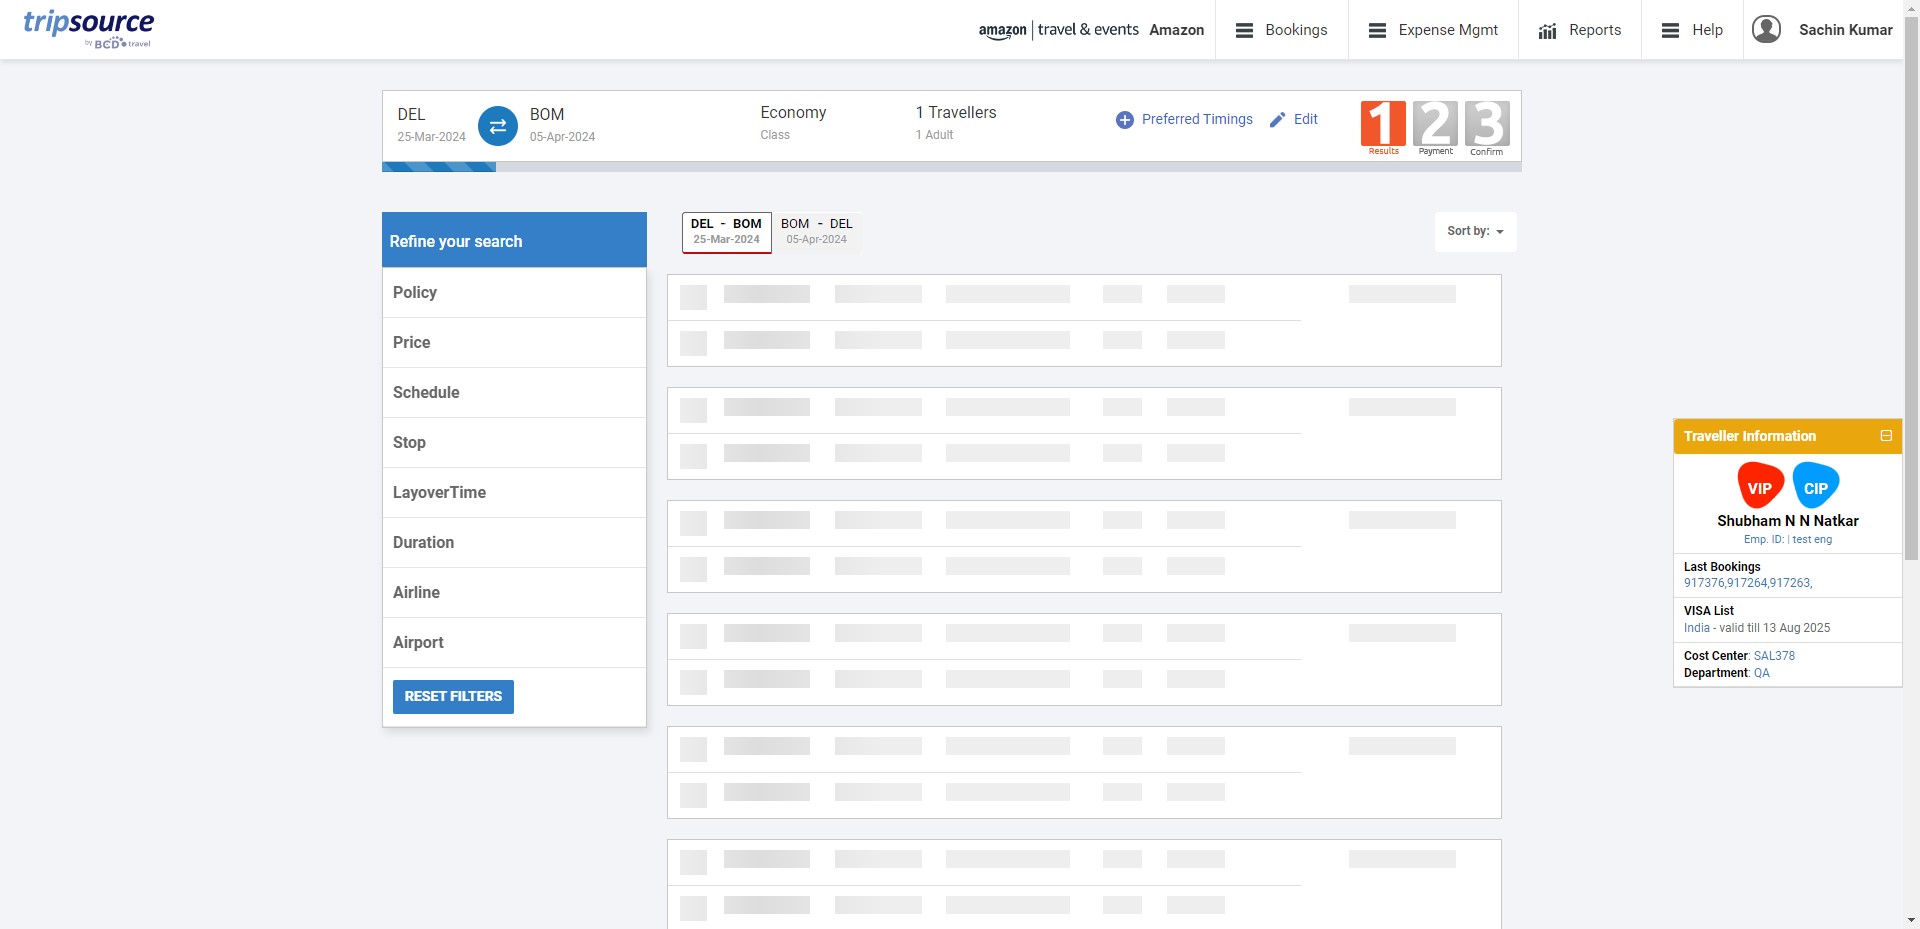 tripsource
by BCD travel
amazon | travel & events Amazon
Bookings
Expense Mgmt
Reports
Help
Sachin Kumar
DEL
25-Mar-2024
BOM
05-Apr-2024
Economy
Class
1 Travellers
1 Adult
Preferred Timings
Edit
1
Results
2
Payment
3
Confirm
Refine your search
Policy
Price
Schedule
Stop
LayoverTime
Duration
Airline
Airport
RESET FILTERS
DEL - BOM
25-Mar-2024
BOM - DEL
05-Apr-2024
Sort by:
Traveller Information
VIP
CIP
Shubham N N Natkar
Emp. ID: | test eng
Last Bookings
917376,917264,917263,
VISA List
India - valid till 13 Aug 2025
Cost Center: SAL378
Department: QA